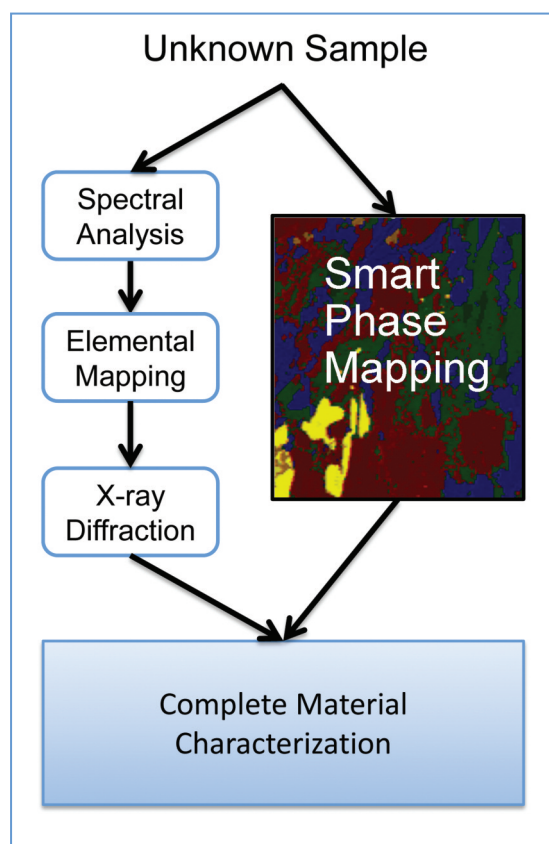 Unknown Sample
Spectral
Analysis
Elemental
Mapping
X-ray
Diffraction
Smart
Phase
Mapping
Complete Material
Characterization